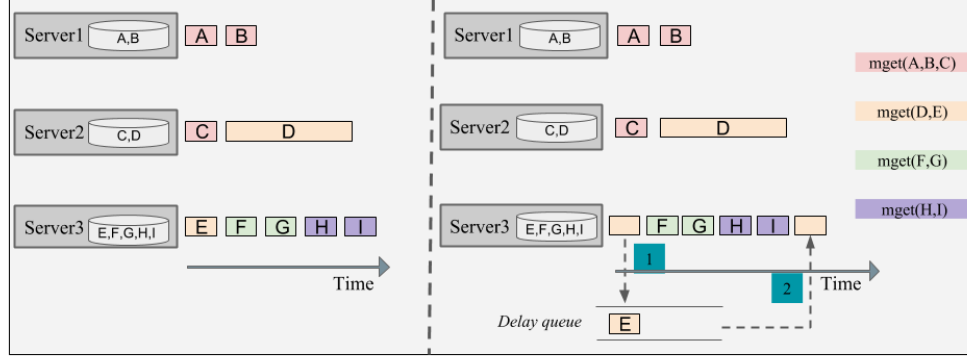 Server1
A,B
A
B
Server2
C,D
C
D
Server3
E,F,G,H,I
E
F
G
H
I
Time
Server1
A,B
A
B
Server2
C,D
C
D
Server3
E,F,G,H,I
F
G
H
I
1
2
Time
Delay queue
E
mget(A,B,C)
mget(D,E)
mget(F,G)
mget(H,I)